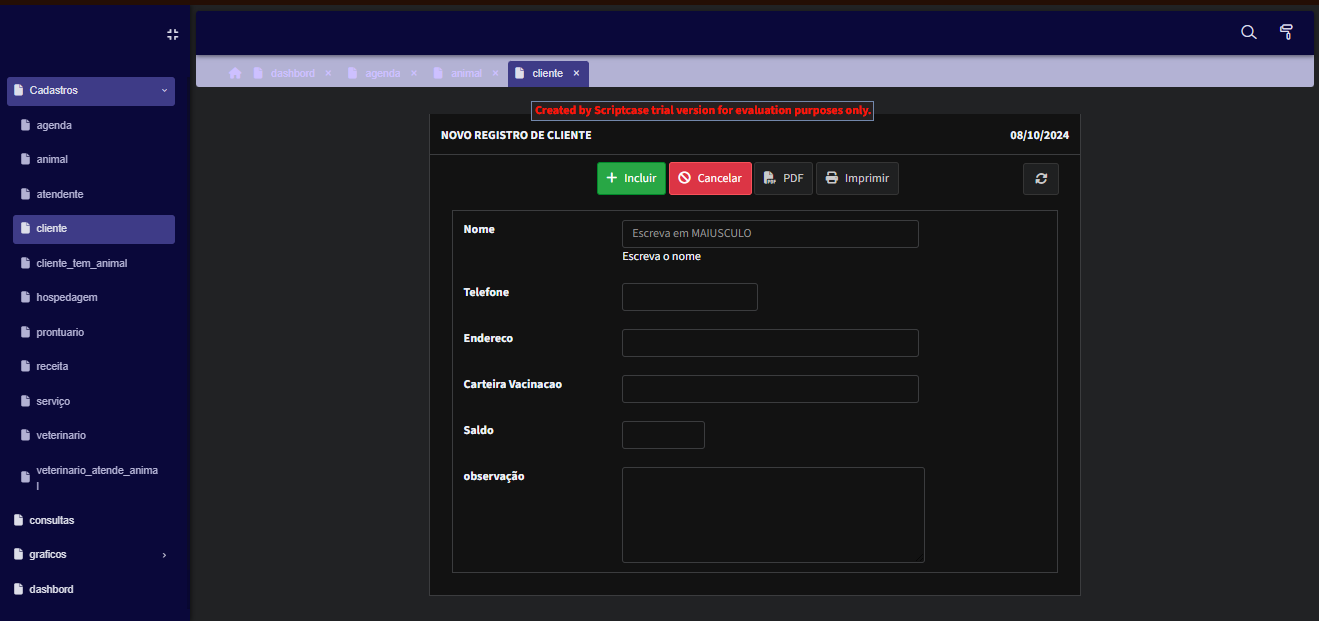 Cadastros
agenda
animal
atendente
cliente
cliente_tem_animal
hospedagem
prontuario
receita
serviço
veterinario
veterinario_atende_anima
l
consultas
graficos
dashbord
dashbord ×
agenda ×
animal ×
cliente ×
Created by Scriptcase trial version for evaluation purposes only.
NOVO REGISTRO DE CLIENTE 08/10/2024
Incluir Cancelar PDF Imprimir
Nome
Escreva em MAIUSCULO
Escreva o nome
Telefone
Endereco
Carteira Vacinacao
Saldo
observação